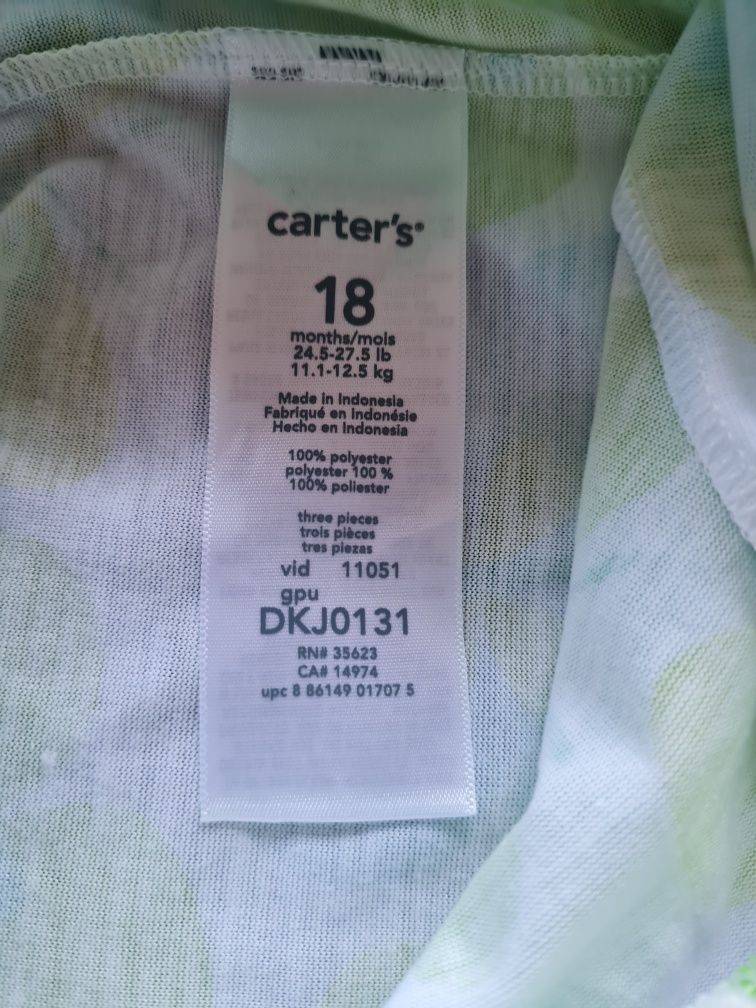 carter's®
18
months/mois
24.5-27.5 lb
11.1-12.5 kg
Made in Indonesia
Fabriqué en Indonésie
Hecho en Indonesia
100% polyester
polyester 100 %
100% poliester
three pieces
trois pièces
tres piezas
vid 11051
gpu
DKJ0131
RN# 35623
CA# 14974
upc 8 86149 01707 5